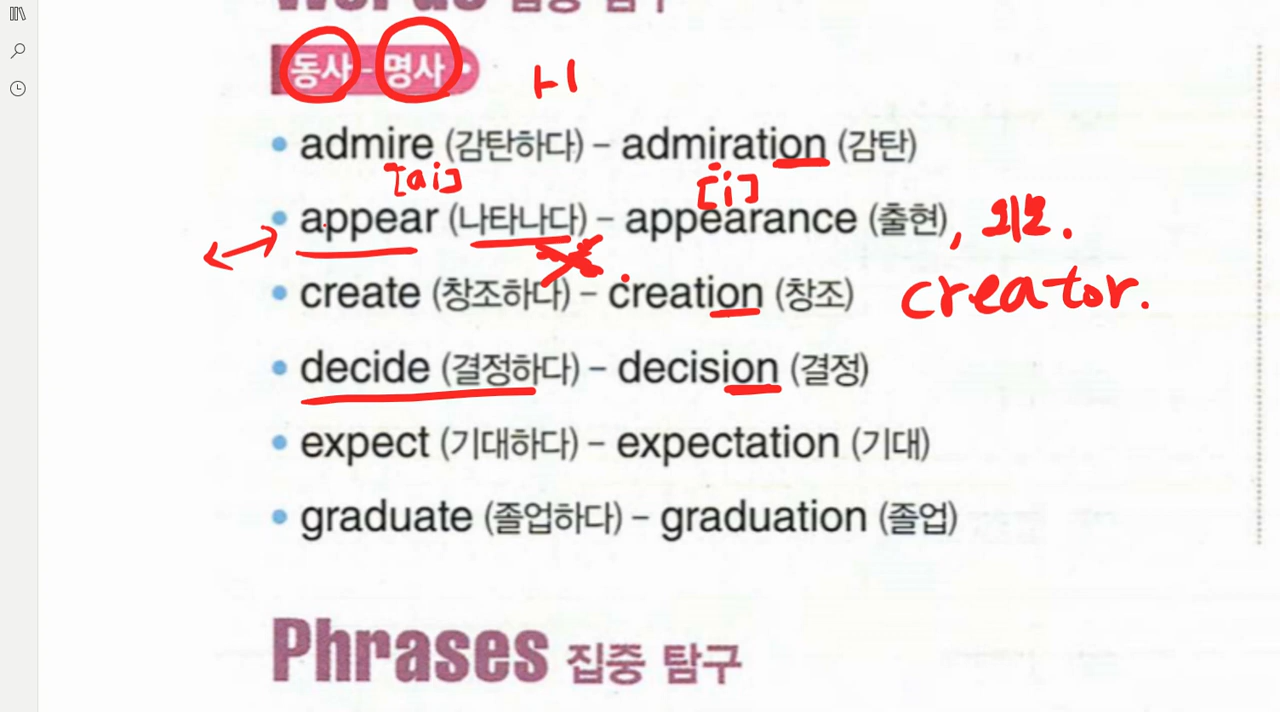 Words 집중 탐구
동사 - 명사
• admire (감탄하다) – admiration (감탄)
[ai] [i]
• appear (나타나다) – appearance (출현), 외모.
• create (창조하다) – creation (창조) creator.
• decide (결정하다) – decision (결정)
• expect (기대하다) – expectation (기대)
• graduate (졸업하다) – graduation (졸업)
Phrases 집중 탐구